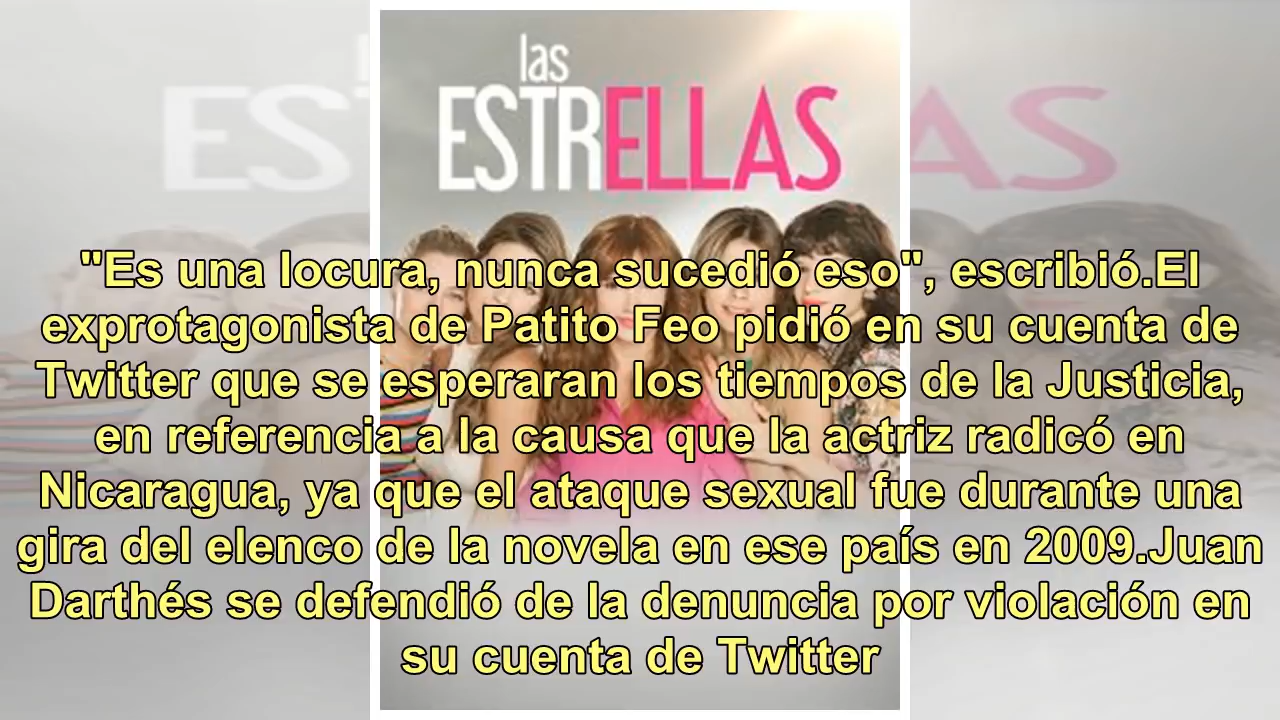 las
ESTRELLAS
"Es una locura, nunca sucedió eso", escribió.El
exprotagonista de Patito Feo pidió en su cuenta de
Twitter que se esperaran los tiempos de la Justicia,
en referencia a la causa que la actriz radicó en
Nicaragua, ya que el ataque sexual fue durante una
gira del elenco de la novela en ese país en 2009.Juan
Darthés se defendió de la denuncia por violación en
su cuenta de Twitter